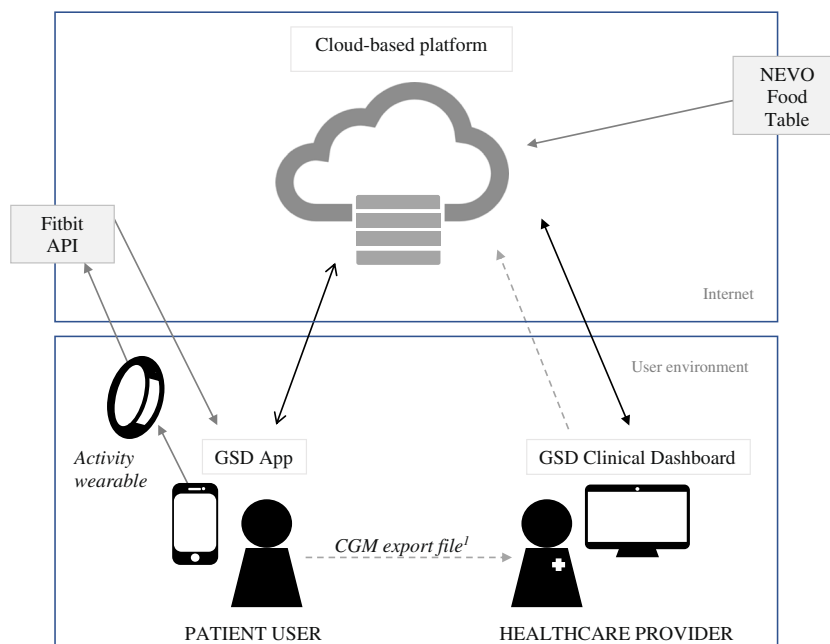 Cloud-based platform
NEVO
Food
Table
Fitbit
API
Internet
User environment
Activity
wearable
GSD App
GSD Clinical Dashboard
CGM export file¹
PATIENT USER
HEALTHCARE PROVIDER